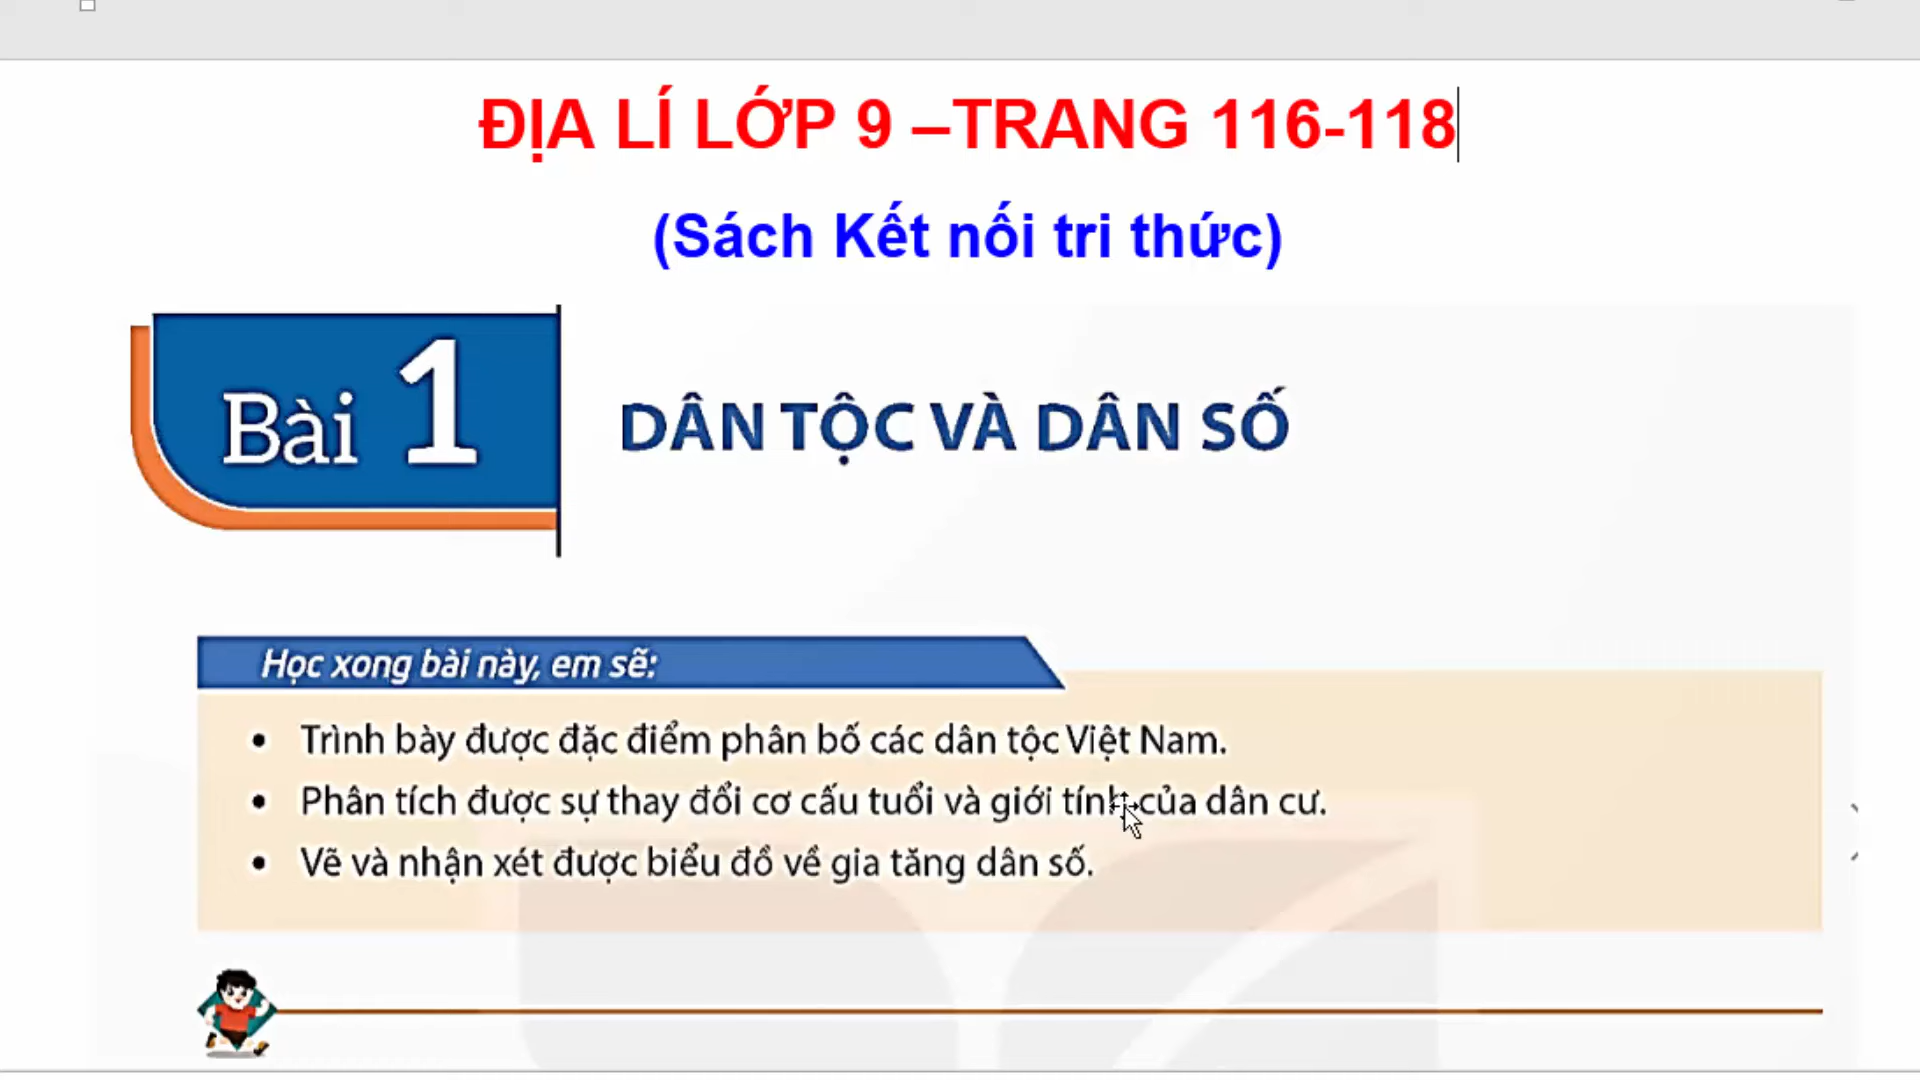 ĐỊA LÍ LỚP 9 –TRANG 116-118
(Sách Kết nối tri thức)
Bài 1
DÂN TỘC VÀ DÂN SỐ
Học xong bài này, em sẽ:
• Trình bày được đặc điểm phân bố các dân tộc Việt Nam.
• Phân tích được sự thay đổi cơ cấu tuổi và giới tính của dân cư.
• Vẽ và nhận xét được biểu đồ về gia tăng dân số.